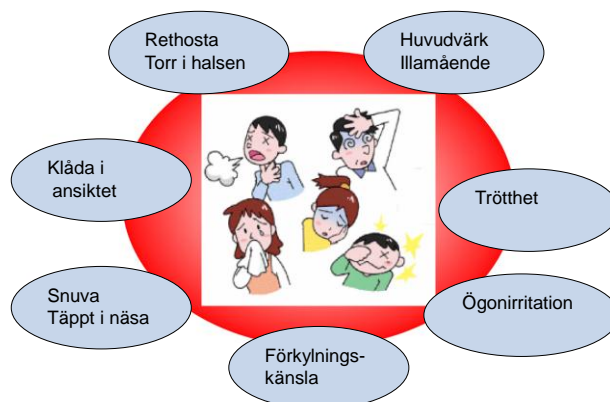 Rethosta
Torr i halsen
Huvudvärk
Illamående
Klåda i
ansiktet
Trötthet
Snuva
Täppt i näsa
Ögonirritation
Förkylnings-
känsla